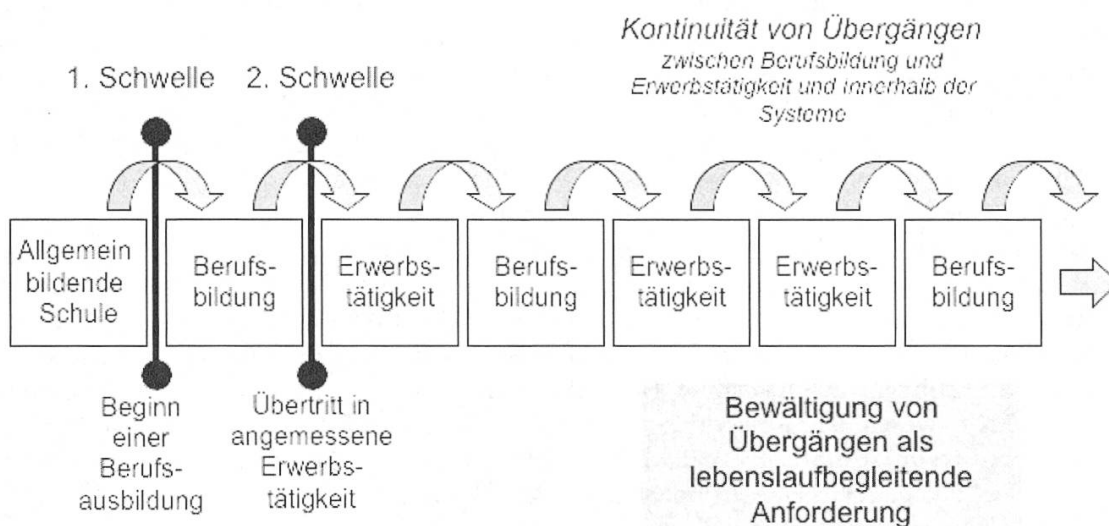 Kontinuität von Übergängen
zwischen Berufsbildung und
Erwerbstätigkeit und innerhalb der
Systeme
1. Schwelle
2. Schwelle
Allgemein
bildende
Schule
Berufs-
bildung
Erwerbs-
tätigkeit
Berufs-
bildung
Erwerbs-
tätigkeit
Erwerbs-
tätigkeit
Berufs-
bildung
Beginn
einer
Berufs-
ausbildung
Übertritt in
angemessene
Erwerbs-
tätigkeit
Bewältigung von
Übergängen als
lebenslaufbegleitende
Anforderung